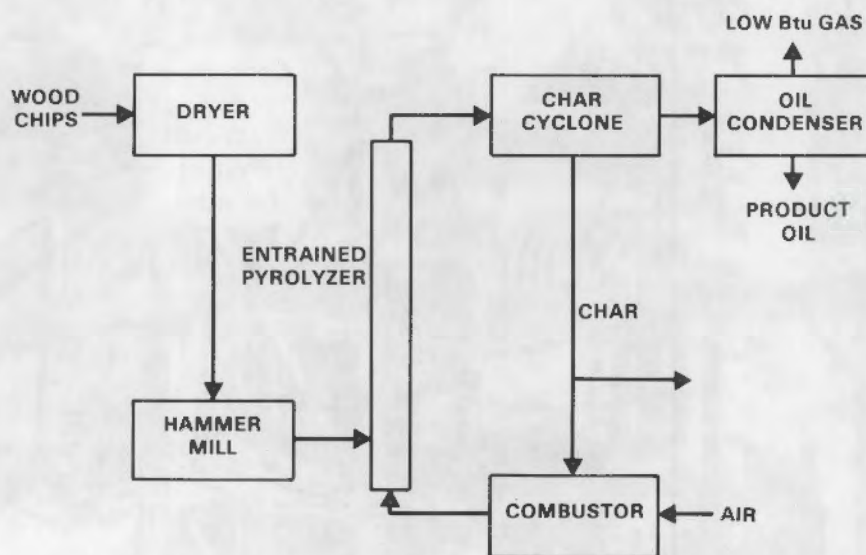 LOW Btu GAS
WOOD
CHIPS
DRYER
CHAR
CYCLONE
OIL
CONDENSER
PRODUCT
OIL
ENTRAINED
PYROLYZER
CHAR
HAMMER
MILL
COMBUSTOR
AIR